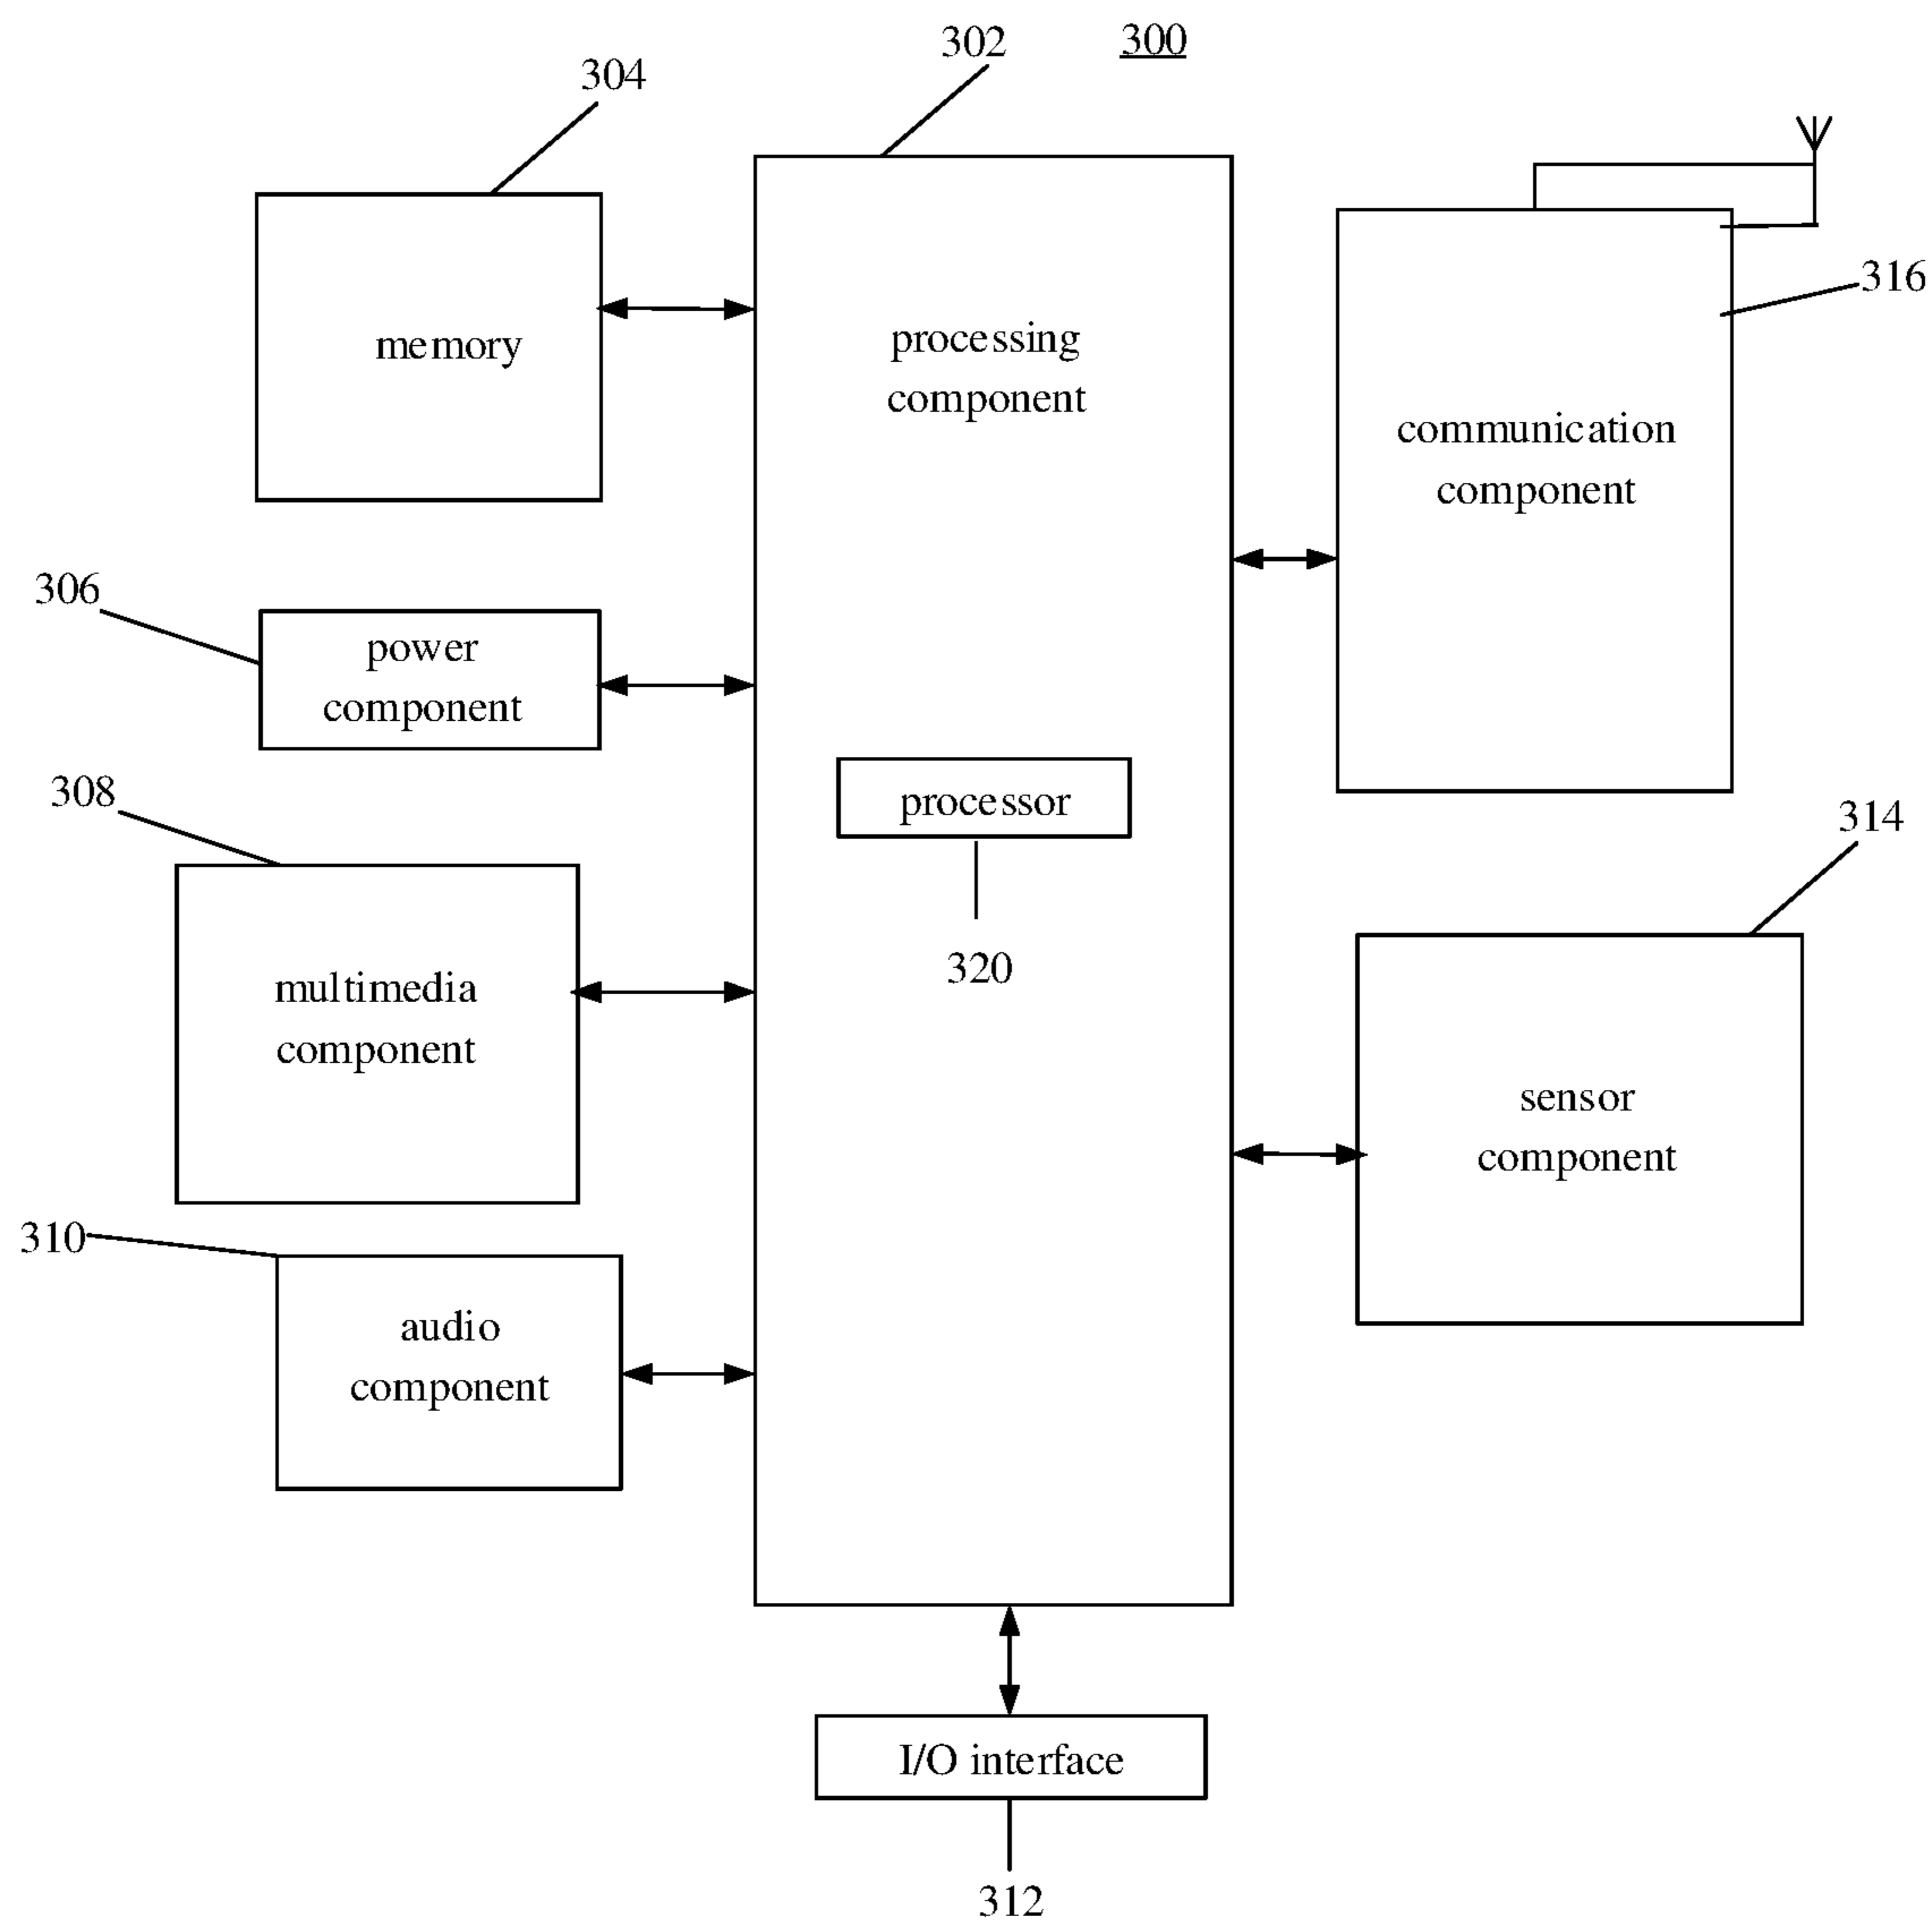 302
300
304
316
memory
processing
component
communication
component
306
power
component
308
processor
314
320
multimedia
component
sensor
component
310
audio
component
I/O interface
312